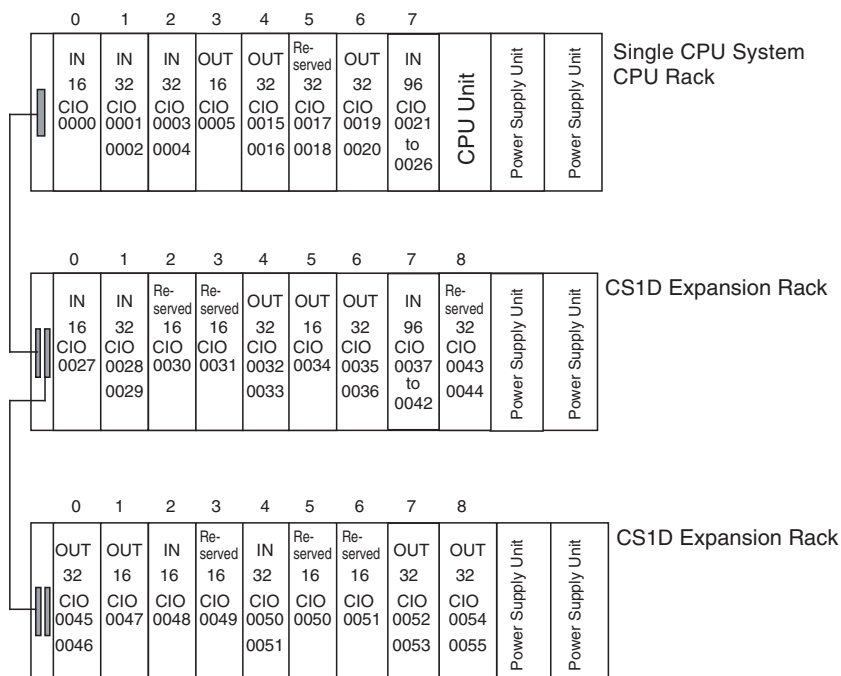 0 1 2 3 4 5 6 7
IN IN IN OUT OUT Re-served OUT IN
16 32 32 16 32 32 32 96
CIO CIO CIO CIO CIO CIO CIO CIO
0000 0001 0003 0005 0015 0017 0019 0021
0002 0004 0016 0018 0020 to
0026
CPU Unit
Power Supply Unit
Power Supply Unit
Single CPU System
CPU Rack
0 1 2 3 4 5 6 7 8
IN IN Re-served Re-served OUT OUT OUT IN Re-served
16 32 16 16 32 16 32 96 32
CIO CIO CIO CIO CIO CIO CIO CIO CIO
0027 0028 0030 0031 0032 0034 0035 0037 0043
0029 0033 0036 to 0044
0042
Power Supply Unit
Power Supply Unit
CS1D Expansion Rack
0 1 2 3 4 5 6 7 8
OUT OUT IN Re-served IN Re-served Re-served OUT OUT
32 16 16 16 32 16 16 32 32
CIO CIO CIO CIO CIO CIO CIO CIO CIO
0045 0047 0048 0049 0050 0050 0051 0052 0054
0046 0051 0053 0055
Power Supply Unit
Power Supply Unit
CS1D Expansion Rack